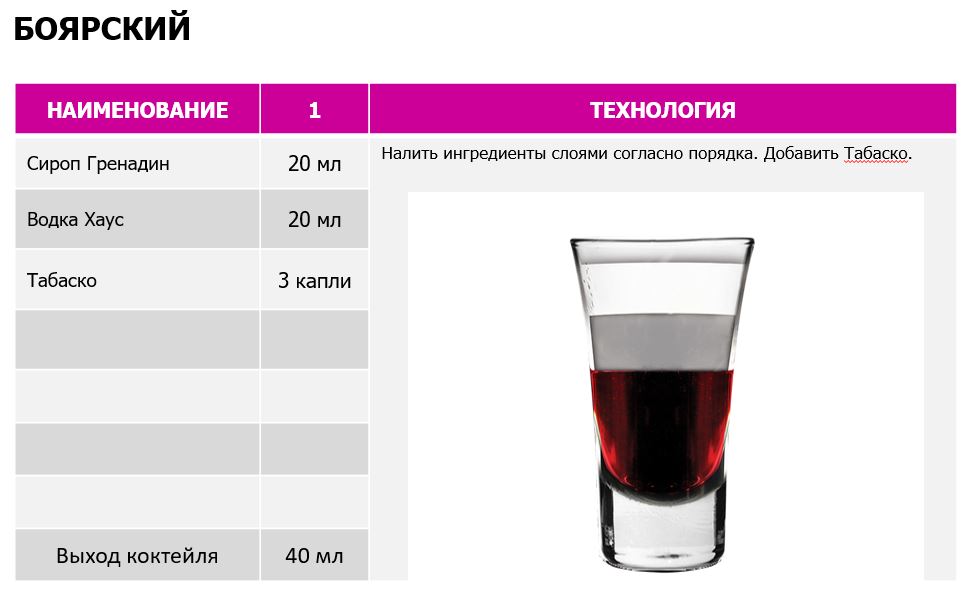 БОЯРСКИЙ
НАИМЕНОВАНИЕ 1 ТЕХНОЛОГИЯ
Сироп Гренадин 20 мл Налить ингредиенты слоями согласно порядка. Добавить Табаско.
Водка Хаус 20 мл
Табаско 3 капли
Выход коктейля 40 мл